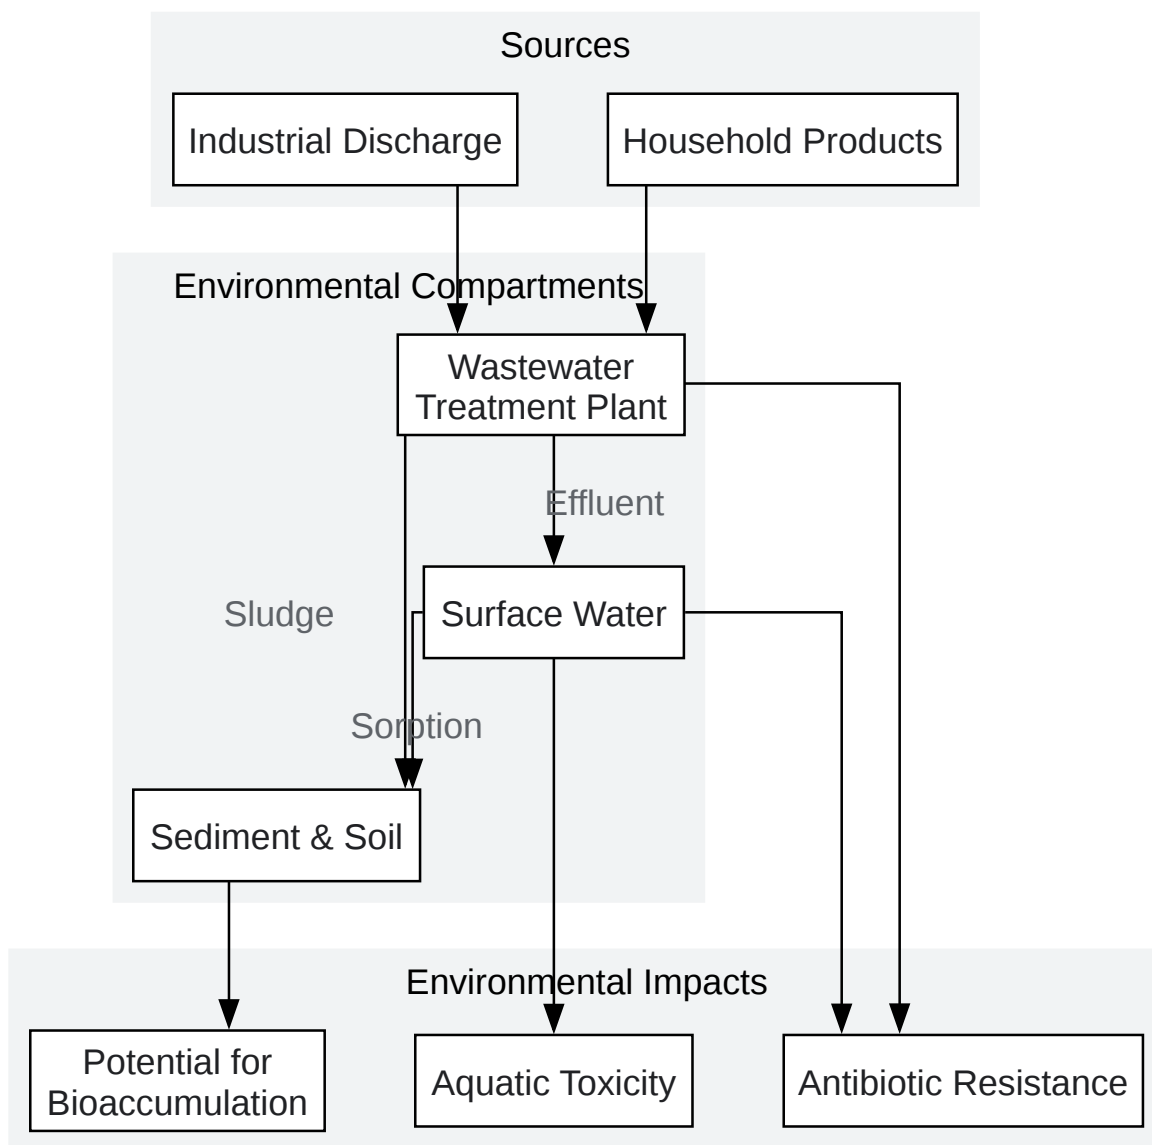 Sources
Industrial Discharge
Household Products
Environmental Compartments
Wastewater
Treatment Plant
Effluent
Sludge
Surface Water
Sorption
Sediment & Soil
Environmental Impacts
Potential for
Bioaccumulation
Aquatic Toxicity
Antibiotic Resistance